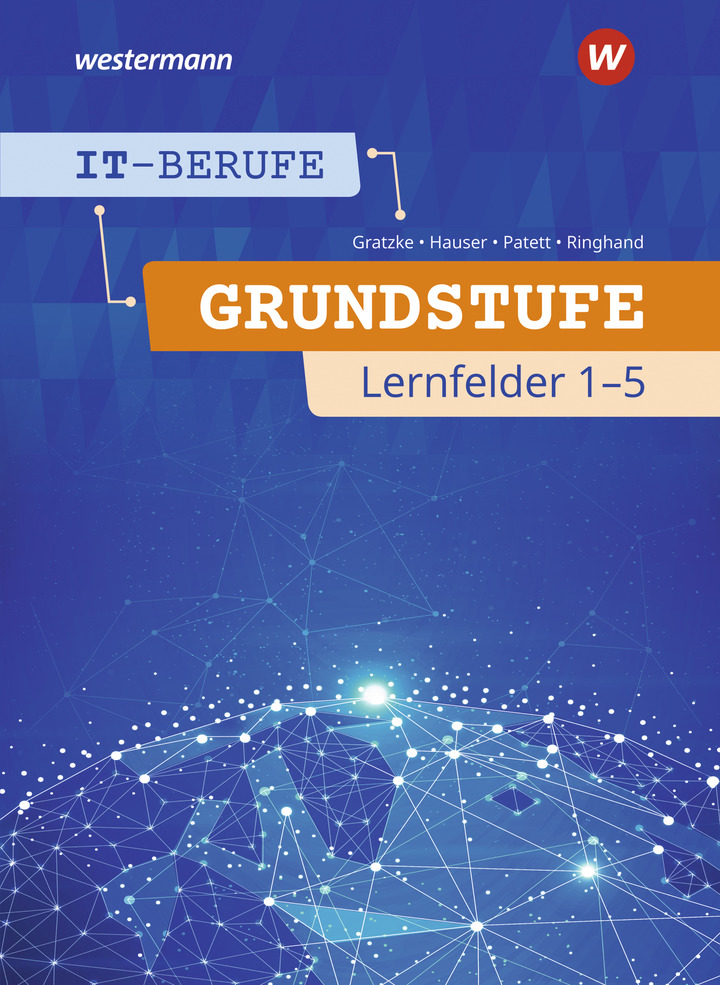 westermann
W
IT-BERUFE
Gratzke • Hauser • Patett • Ringhand
GRUNDSTUFE
Lernfelder 1–5